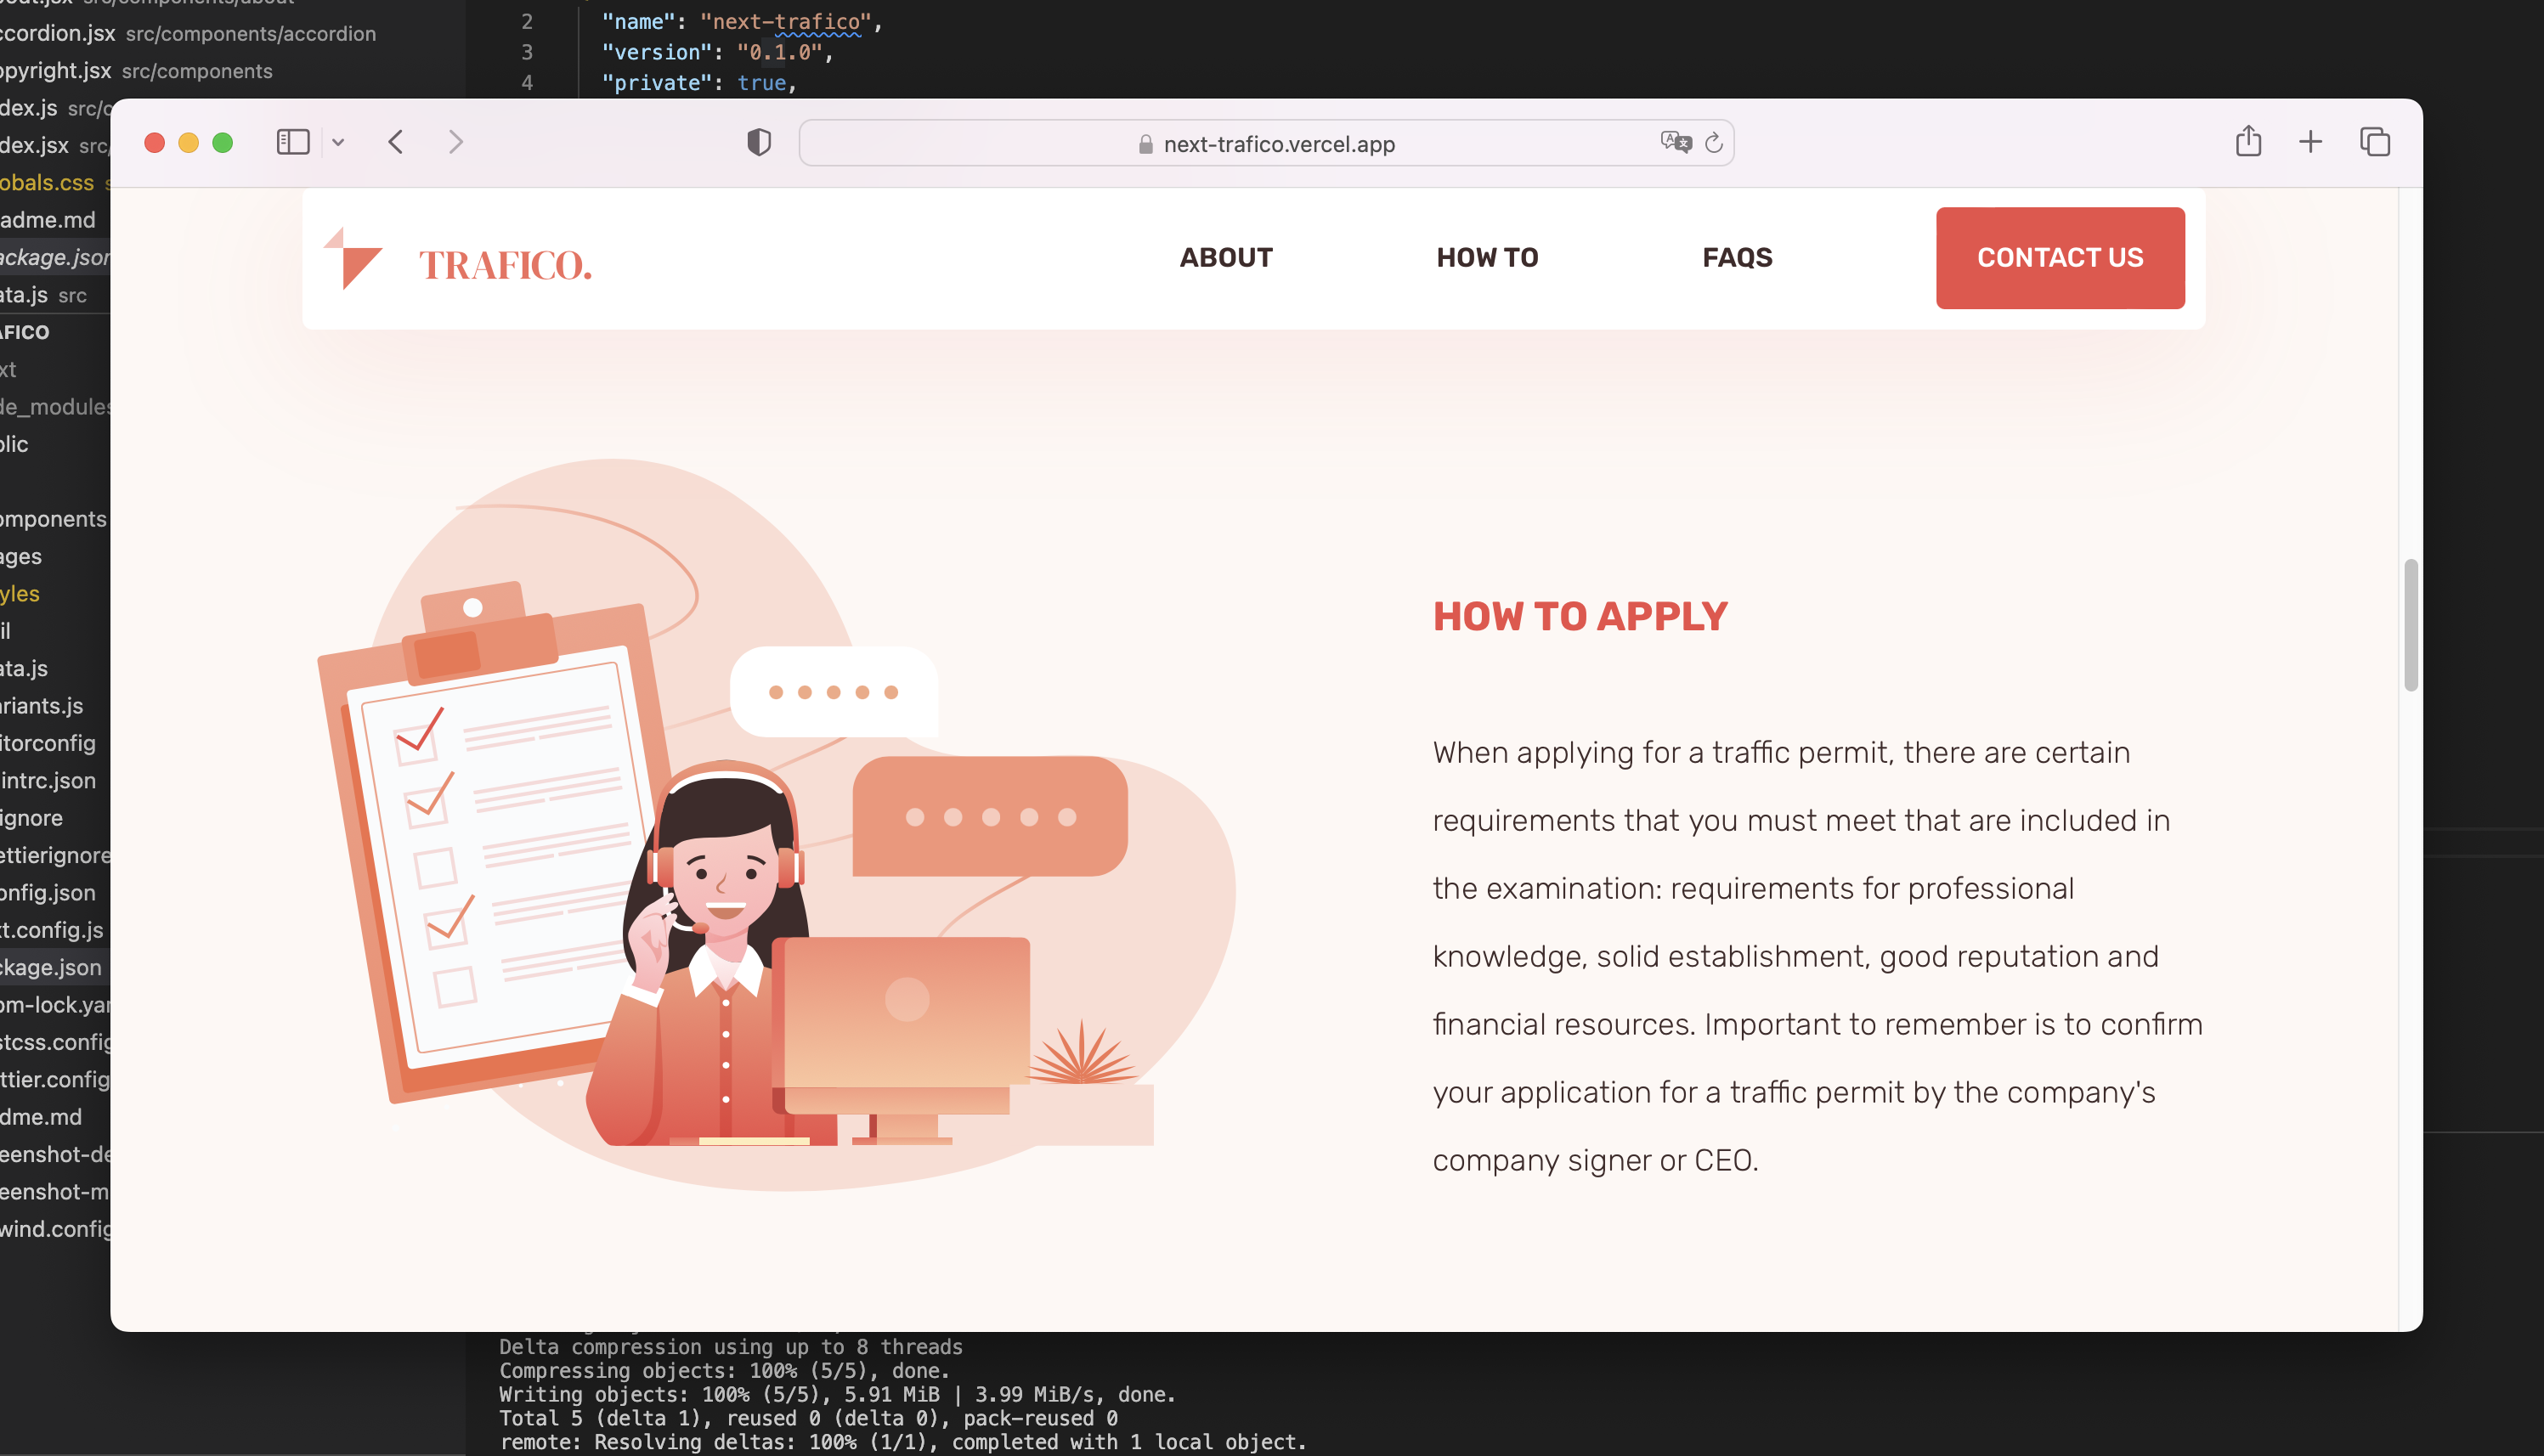 src/components/about
2 "name": "next-trafico",
ccordion.jsx src/components/accordion
3 "version": "0.1.0",
opyright.jsx src/components
4 "private": true,
dex.js src/c
dex.jsx src/
obals.css s
adme.md
ackage.json
ata.js src
AFICO
xt
de_modules
blic
omponents
ages
yles
il
ata.js
ariants.js
itorconfig
intrc.json
ignore
ettierignore
onfig.json
t.config.js
ckage.json
om-lock.yar
stcss.config
ttier.config
dme.md
eenshot-de
eenshot-m
wind.config
next-trafico.vercel.app
TRAFICO.
ABOUT
HOW TO
FAQS
CONTACT US
HOW TO APPLY
When applying for a traffic permit, there are certain
requirements that you must meet that are included in
the examination: requirements for professional
knowledge, solid establishment, good reputation and
financial resources. Important to remember is to confirm
your application for a traffic permit by the company's
company signer or CEO.
Delta compression using up to 8 threads
Compressing objects: 100% (5/5), done.
Writing objects: 100% (5/5), 5.91 MiB | 3.99 MiB/s, done.
Total 5 (delta 1), reused 0 (delta 0), pack-reused 0
remote: Resolving deltas: 100% (1/1), completed with 1 local object.